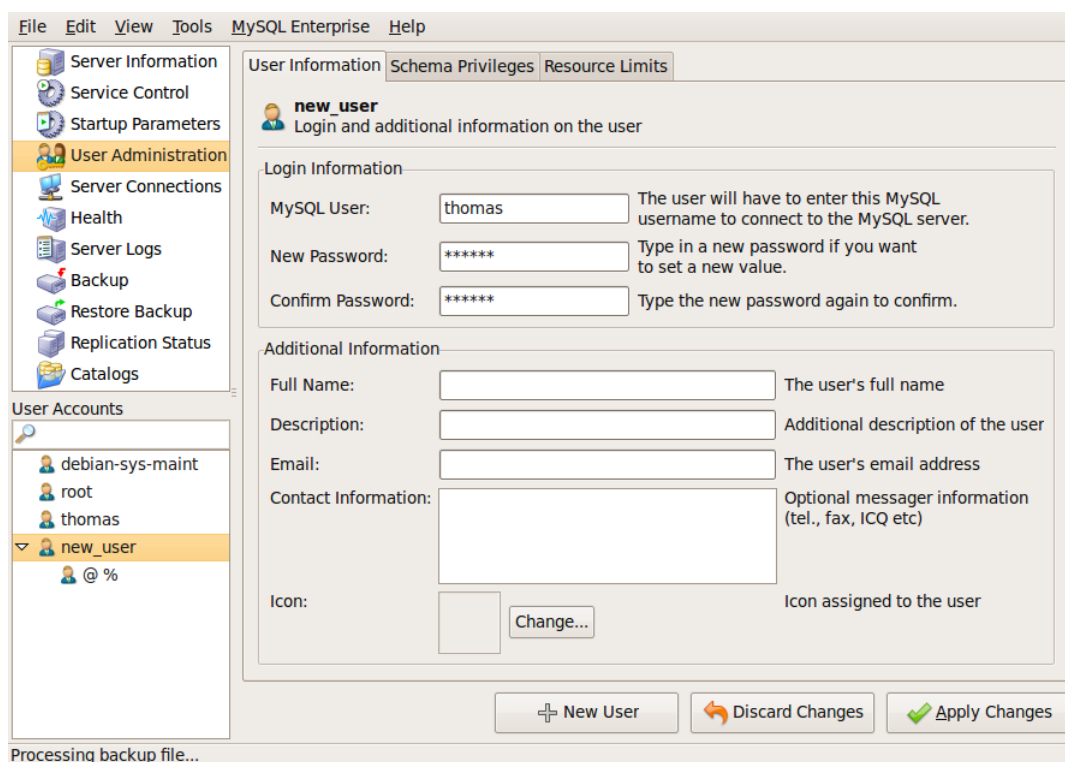 File Edit View Tools MySQL Enterprise Help
Server Information
Service Control
Startup Parameters
User Administration
Server Connections
Health
Server Logs
Backup
Restore Backup
Replication Status
Catalogs
User Accounts
debian-sys-maint
root
thomas
new_user
@ %
User Information Schema Privileges Resource Limits
new_user
Login and additional information on the user
Login Information
MySQL User: thomas The user will have to enter this MySQL
username to connect to the MySQL server.
New Password: ****** Type in a new password if you want
to set a new value.
Confirm Password: ****** Type the new password again to confirm.
Additional Information
Full Name: The user's full name
Description: Additional description of the user
Email: The user's email address
Contact Information: Optional messager information
(tel., fax, ICQ etc)
Icon: Change... Icon assigned to the user
New User Discard Changes Apply Changes
Processing backup file...